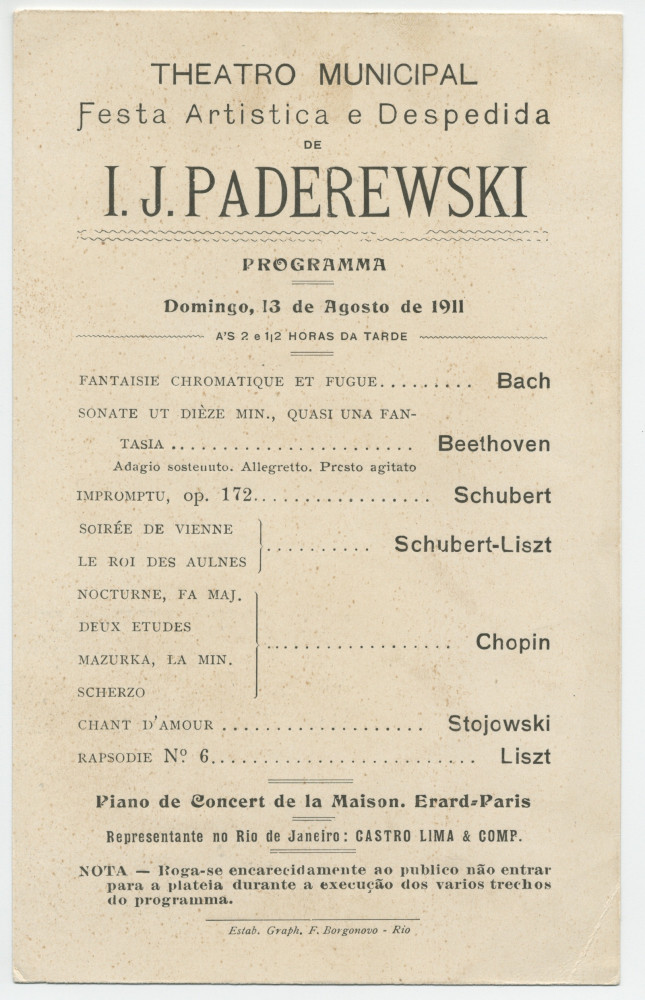 THEATRO MUNICIPAL
Festa Artistica e Despedida
DE
I. J. PADEREWSKI
PROGRAMMA
Domingo, 13 de Agosto de 1911
A'S 2 e 1|2 HORAS DA TARDE
FANTAISIE CHROMATIQUE ET FUGUE......... Bach
SONATE UT DIÈZE MIN., QUASI UNA FAN-
TASIA ........................ Beethoven
Adagio sostenuto. Allegretto. Presto agitato
IMPROMPTU, op. 172................. Schubert
SOIRÉE DE VIENNE
LE ROI DES AULNES .......... Schubert-Liszt
NOCTURNE, FA MAJ.
DEUX ETUDES
MAZURKA, LA MIN. .................. Chopin
SCHERZO
CHANT D'AMOUR .................... Stojowski
RAPSODIE Nº 6.......................... Liszt
Piano de Concert de la Maison. Erard-Paris
Representante no Rio de Janeiro: CASTRO LIMA & COMP.
NOTA — Roga-se encarecidamente ao publico não entrar
para a plateia durante a execução dos varios trechos
do programma.
Estab. Graph. F. Borgonovo - Rio